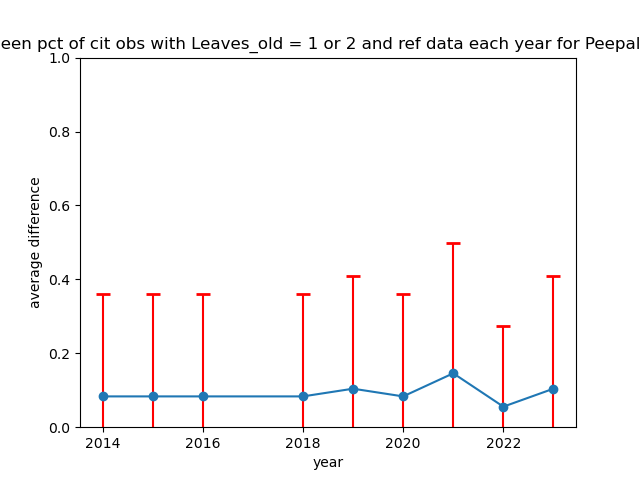 een pct of cit obs with Leaves_old = 1 or 2 and ref data each year for Peepal
1.0
0.8
0.6
0.4
0.2
0.0
average difference
2014 2016 2018 2020 2022
year